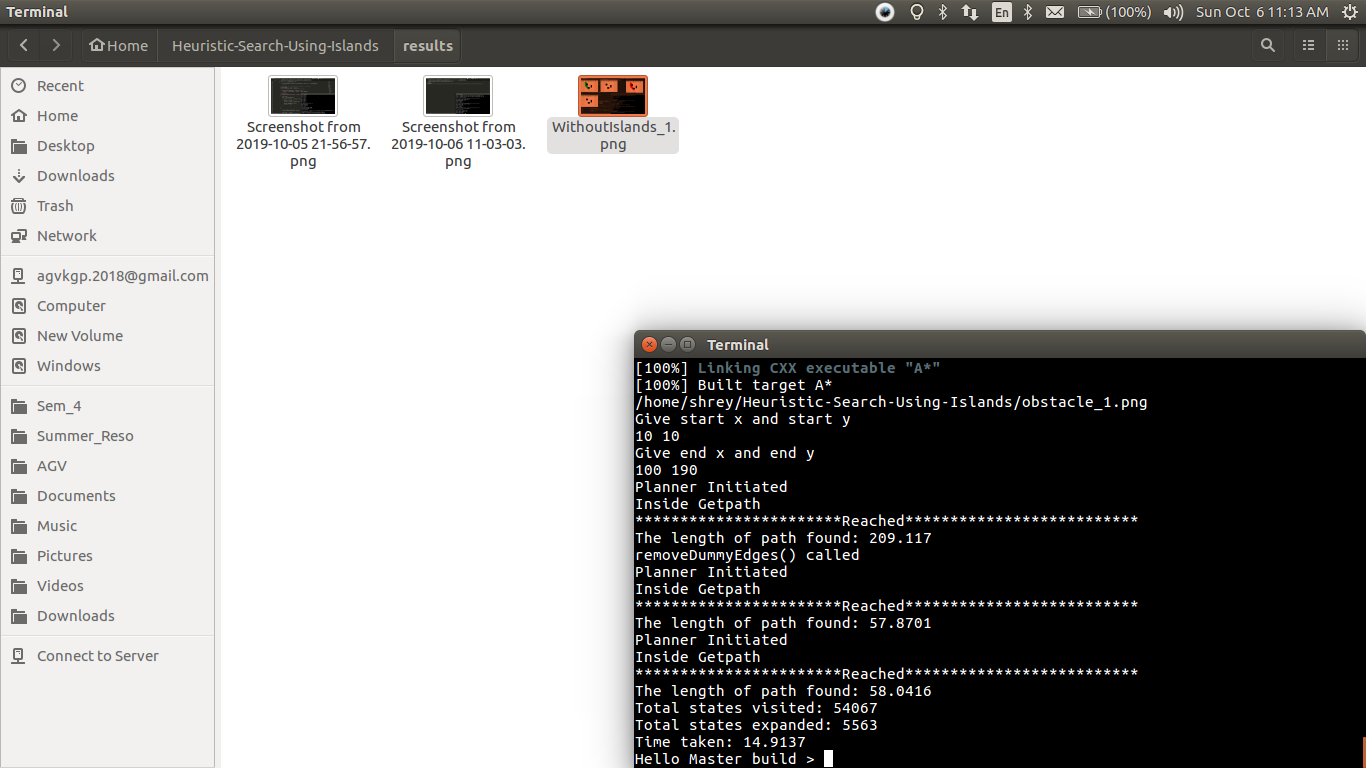 Terminal
En
(100%)
Sun Oct 6 11:13 AM
Home
Heuristic-Search-Using-Islands
results
Recent
Home
Desktop
Downloads
Trash
Network
agvkgp.2018@gmail.com
Computer
New Volume
Windows
Sem_4
Summer_Reso
AGV
Documents
Music
Pictures
Videos
Downloads
Connect to Server
Screenshot from
2019-10-05 21-56-57.
png
Screenshot from
2019-10-06 11-03-03.
png
WithoutIslands_1.
png
Terminal
[100%] Linking CXX executable "A*"
[100%] Built target A*
/home/shrey/Heuristic-Search-Using-Islands/obstacle_1.png
Give start x and start y
10 10
Give end x and end y
100 190
Planner Initiated
Inside Getpath
***********************Reached**************************
The length of path found: 209.117
removeDummyEdges() called
Planner Initiated
Inside Getpath
***********************Reached**************************
The length of path found: 57.8701
Planner Initiated
Inside Getpath
***********************Reached**************************
The length of path found: 58.0416
Total states visited: 54067
Total states expanded: 5563
Time taken: 14.9137
Hello Master build >